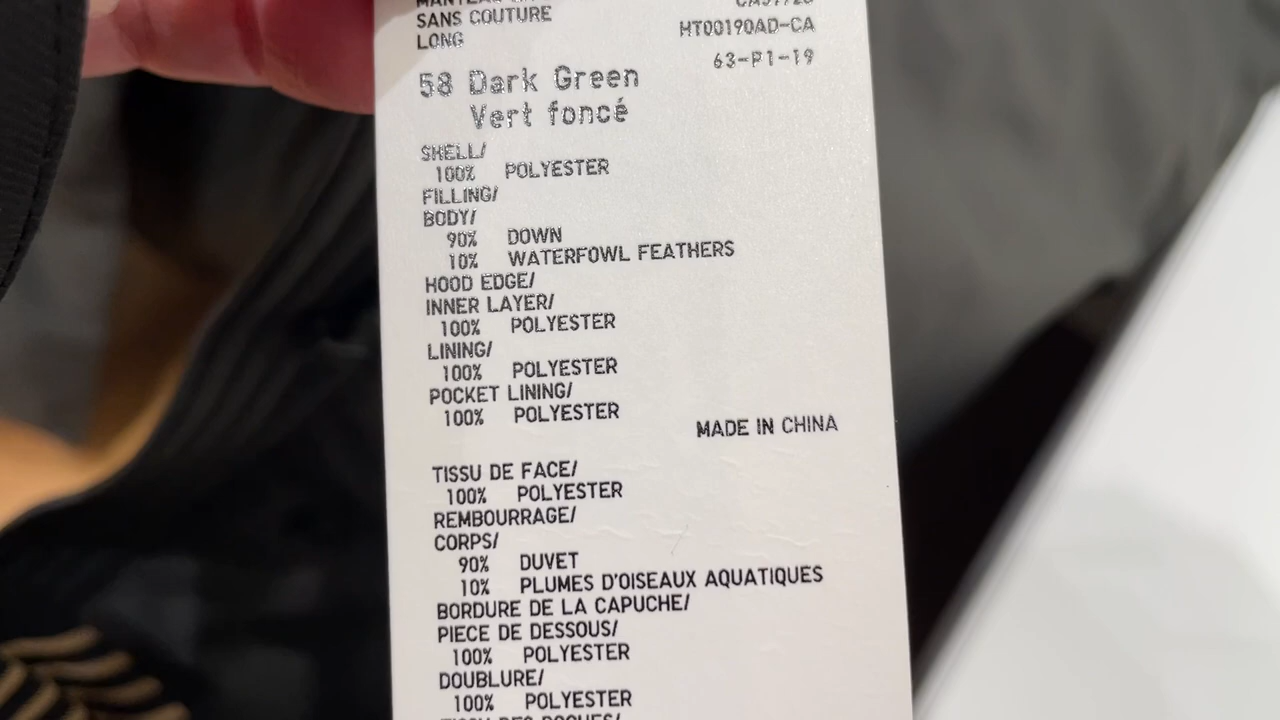 SANS COUTURE
LONG
HT00190AD-CA
63-P1-19
58 Dark Green
Vert foncé
SHELL/
100% POLYESTER
FILLING/
BODY/
90% DOWN
10% WATERFOWL FEATHERS
HOOD EDGE/
INNER LAYER/
100% POLYESTER
LINING/
100% POLYESTER
POCKET LINING/
100% POLYESTER
MADE IN CHINA
TISSU DE FACE/
100% POLYESTER
REMBOURRAGE/
CORPS/
90% DUVET
10% PLUMES D'OISEAUX AQUATIQUES
BORDURE DE LA CAPUCHE/
PIECE DE DESSOUS/
100% POLYESTER
DOUBLURE/
100% POLYESTER